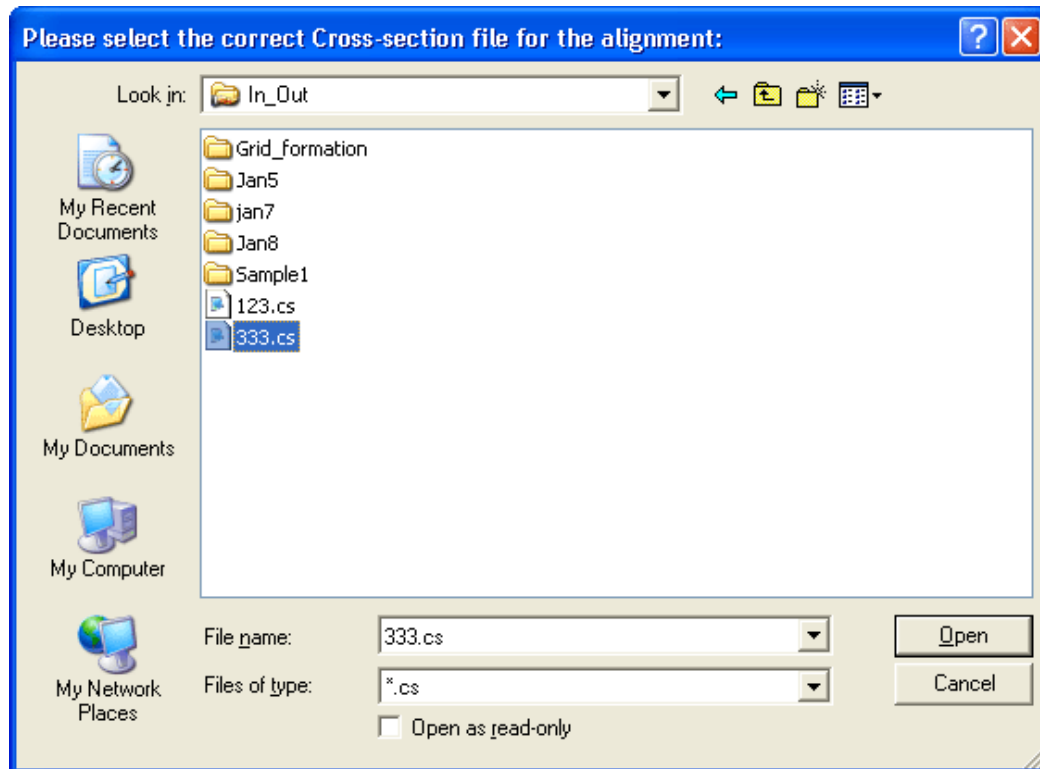 Please select the correct Cross-section file for the alignment:
Look in:
In_Out
My Recent
Documents
Desktop
My Documents
My Computer
My Network
Places
Grid_formation
Jan5
jan7
Jan8
Sample1
123.cs
333.cs
File name:
333.cs
Open
Files of type:
*.cs
Cancel
Open as read-only